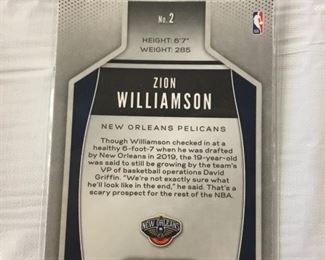 No. 2
HEIGHT: 6'7"
WEIGHT: 285
ZION
WILLIAMSON
NEW ORLEANS PELICANS
Though Williamson checked in at a
healthy 6-foot-7 when he was drafted
by New Orleans in 2019, the 19-year-old
was said to still be growing by the team's
VP of basketball operations David
Griffin. "We're not exactly sure what
he'll look like in the end," he said. That's a
scary prospect for the rest of the NBA.
NEW ORLEANS